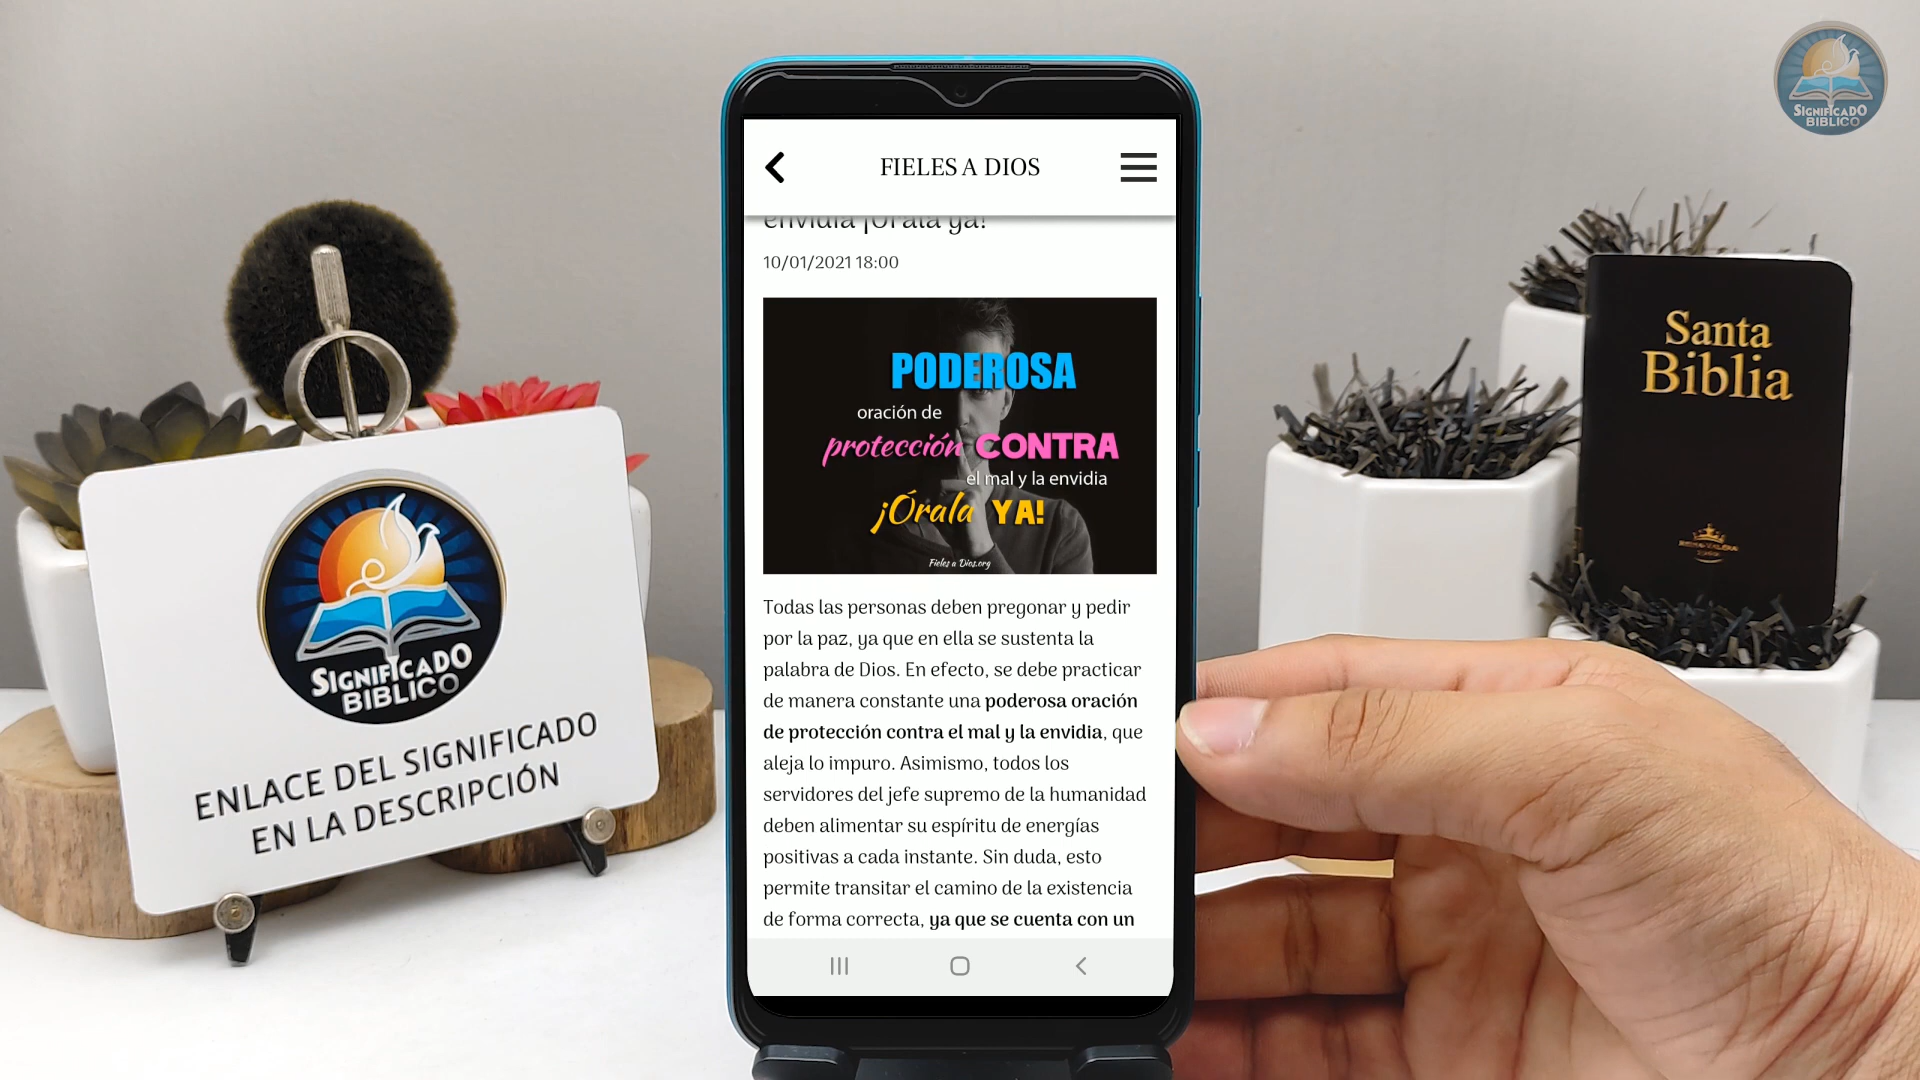 SIGNIFICADO
BIBLICO
ENLACE DEL SIGNIFICADO
EN LA DESCRIPCIÓN
FIELES A DIOS
envidia ¡Órala ya!
10/01/2021 18:00
PODEROSA
oración de
protección CONTRA
el mal y la envidia
¡Órala YA!
Fieles a Dios.org
Todas las personas deben pregonar y pedir
por la paz, ya que en ella se sustenta la
palabra de Dios. En efecto, se debe practicar
de manera constante una poderosa oración
de protección contra el mal y la envidia, que
aleja lo impuro. Asimismo, todos los
servidores del jefe supremo de la humanidad
deben alimentar su espíritu de energías
positivas a cada instante. Sin duda, esto
permite transitar el camino de la existencia
de forma correcta, ya que se cuenta con un
Santa
Biblia
REINA-VALERA
SIGNIFICADO
BIBLICO